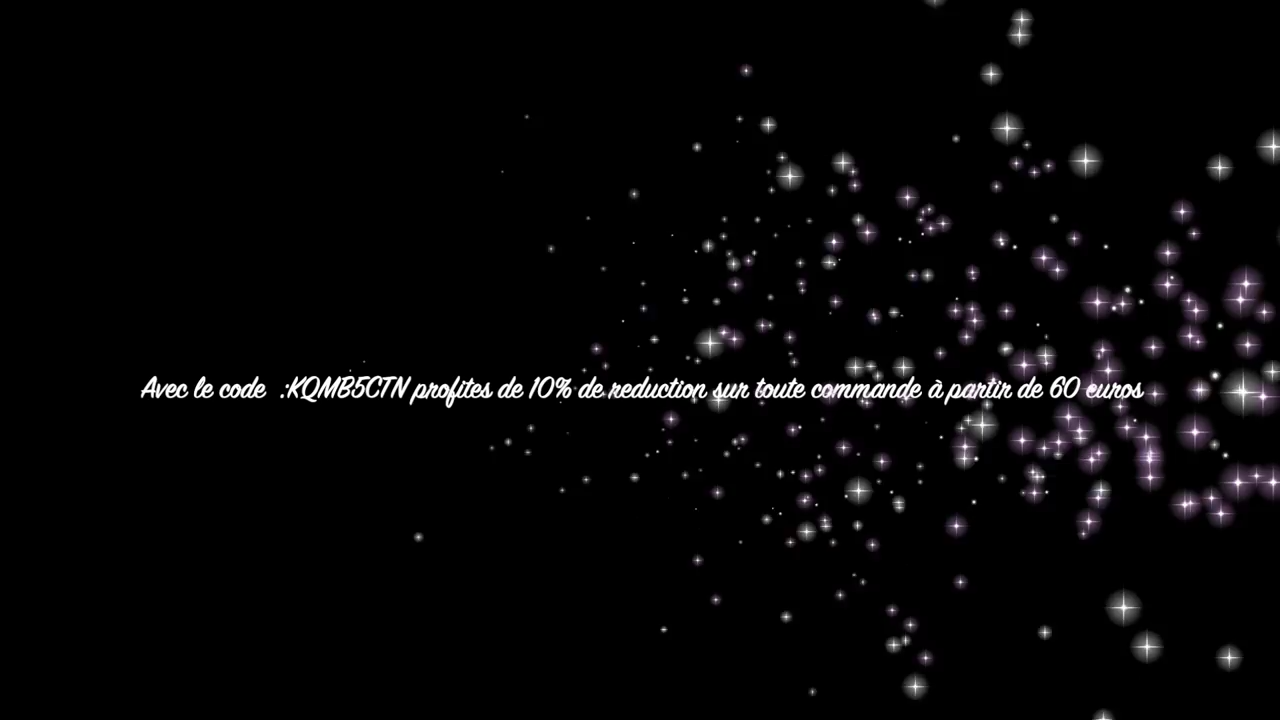 Avec le code .:KQMB5CTN profites de 10% de reduction sur toute commande à partir de 60 euros